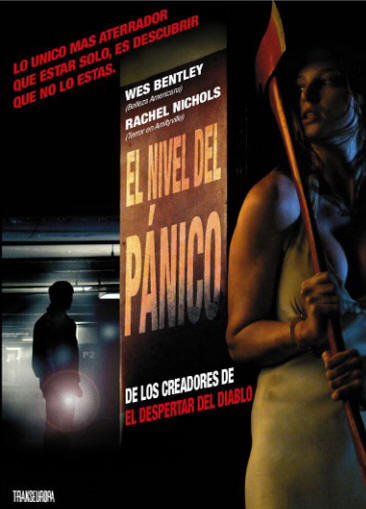 LO UNICO MAS ATERRADOR
QUE ESTAR SOLO, ES DESCUBRIR
QUE NO LO ESTAS.
WES BENTLEY
(Belleza Americana)
RACHEL NICHOLS
(Terror en Amityville)
EL NIVEL DEL
PÁNICO
P2
DE LOS CREADORES DE
EL DESPERTAR DEL DIABLO
TRANSEUROPA